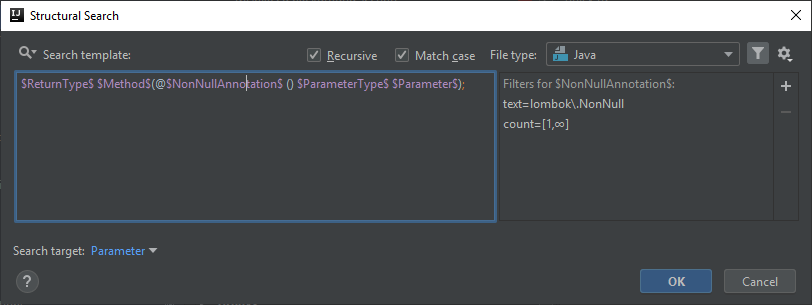 Structural Search
Search template:
Recursive
Match case
File type:
Java
$ReturnType$ $Method$(@$NonNullAnnotation$ () $ParameterType$ $Parameter$);
Filters for $NonNullAnnotation$:
text=lombok\.NonNull
count=[1,∞]
Search target: Parameter
?
OK
Cancel